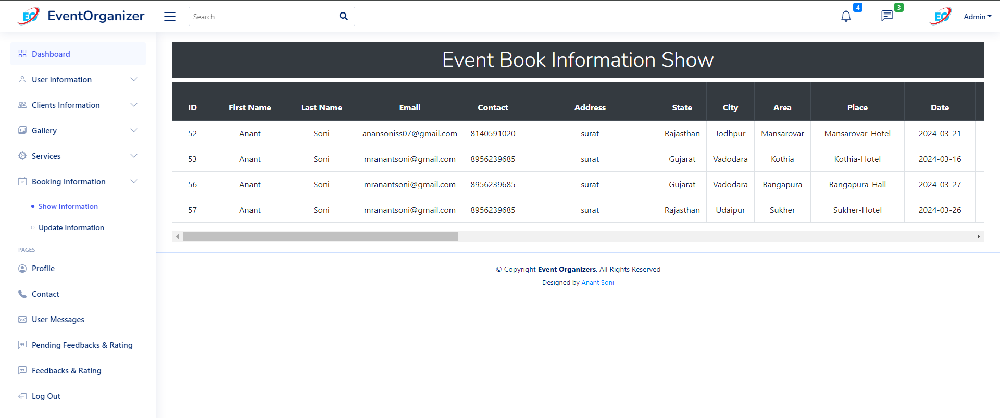 EO EventOrganizer Search 4 3 EO Admin
Dashboard
User information
Clients Information
Gallery
Services
Booking Information
Show Information
Update Information
PAGES
Profile
Contact
User Messages
Pending Feedbacks & Rating
Feedbacks & Rating
Log Out
Event Book Information Show
ID First Name Last Name Email Contact Address State City Area Place Date
52 Anant Soni anansoniss07@gmail.com 8140591020 surat Rajasthan Jodhpur Mansarovar Mansarovar-Hotel 2024-03-21
53 Anant Soni mranantsoni@gmail.com 8956239685 surat Gujarat Vadodara Kothia Kothia-Hotel 2024-03-16
56 Anant Soni mranantsoni@gmail.com 8956239685 surat Gujarat Vadodara Bangapura Bangapura-Hall 2024-03-27
57 Anant Soni mranantsoni@gmail.com 8956239685 surat Rajasthan Udaipur Sukher Sukher-Hotel 2024-03-26
© Copyright Event Organizers. All Rights Reserved
Designed by Anant Soni